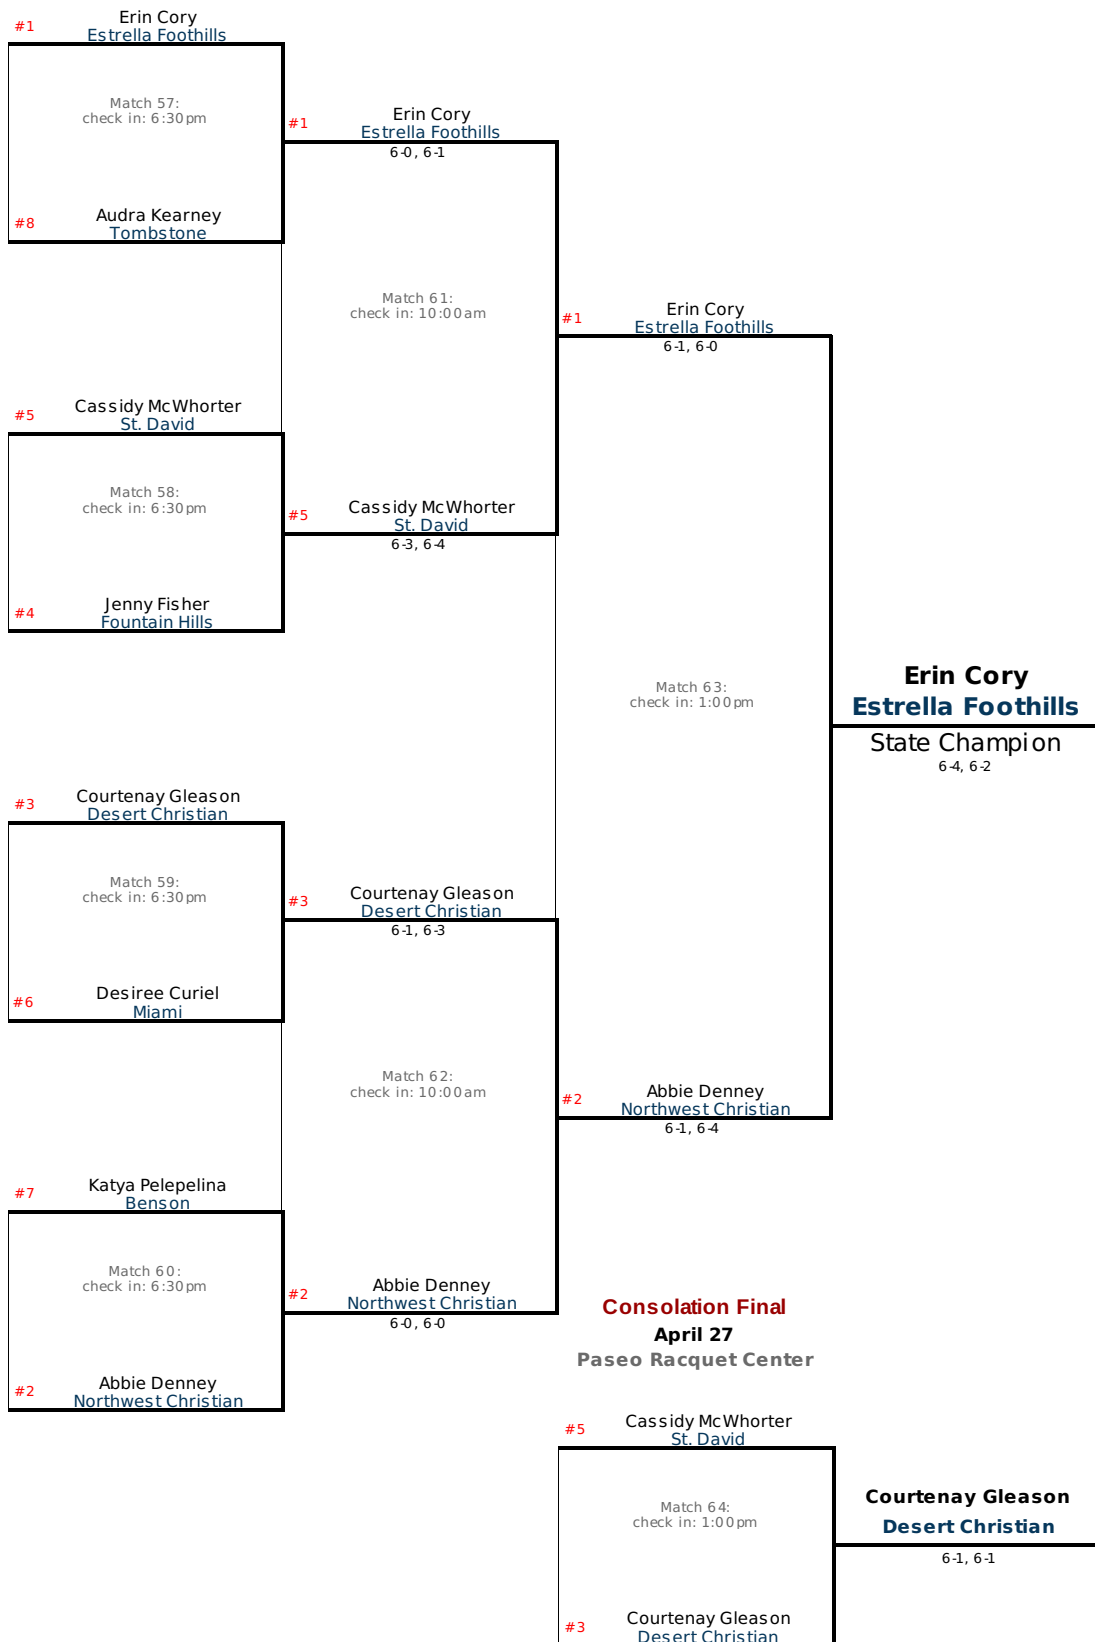 #1
Erin Cory
Estrella Foothills
Match 57:
check in: 6:30pm
#8
Audra Kearney
Tombstone
#1
Erin Cory
Estrella Foothills
6-0, 6-1
Match 61:
check in: 10:00am
#5
Cassidy McWhorter
St. David
Match 58:
check in: 6:30pm
#4
Jenny Fisher
Fountain Hills
#5
Cassidy McWhorter
St. David
6-3, 6-4
#1
Erin Cory
Estrella Foothills
6-1, 6-0
Match 63:
check in: 1:00pm
Erin Cory
Estrella Foothills
State Champion
6-4, 6-2
#3
Courtenay Gleason
Desert Christian
Match 59:
check in: 6:30pm
#6
Desiree Curiel
Miami
#3
Courtenay Gleason
Desert Christian
6-1, 6-3
Match 62:
check in: 10:00am
#2
Abbie Denney
Northwest Christian
6-1, 6-4
#7
Katya Pelepelina
Benson
Match 60:
check in: 6:30pm
#2
Abbie Denney
Northwest Christian
#2
Abbie Denney
Northwest Christian
6-0, 6-0
Consolation Final
April 27
Paseo Racquet Center
#5
Cassidy McWhorter
St. David
Match 64:
check in: 1:00pm
#3
Courtenay Gleason
Desert Christian
Courtenay Gleason
Desert Christian
6-1, 6-1